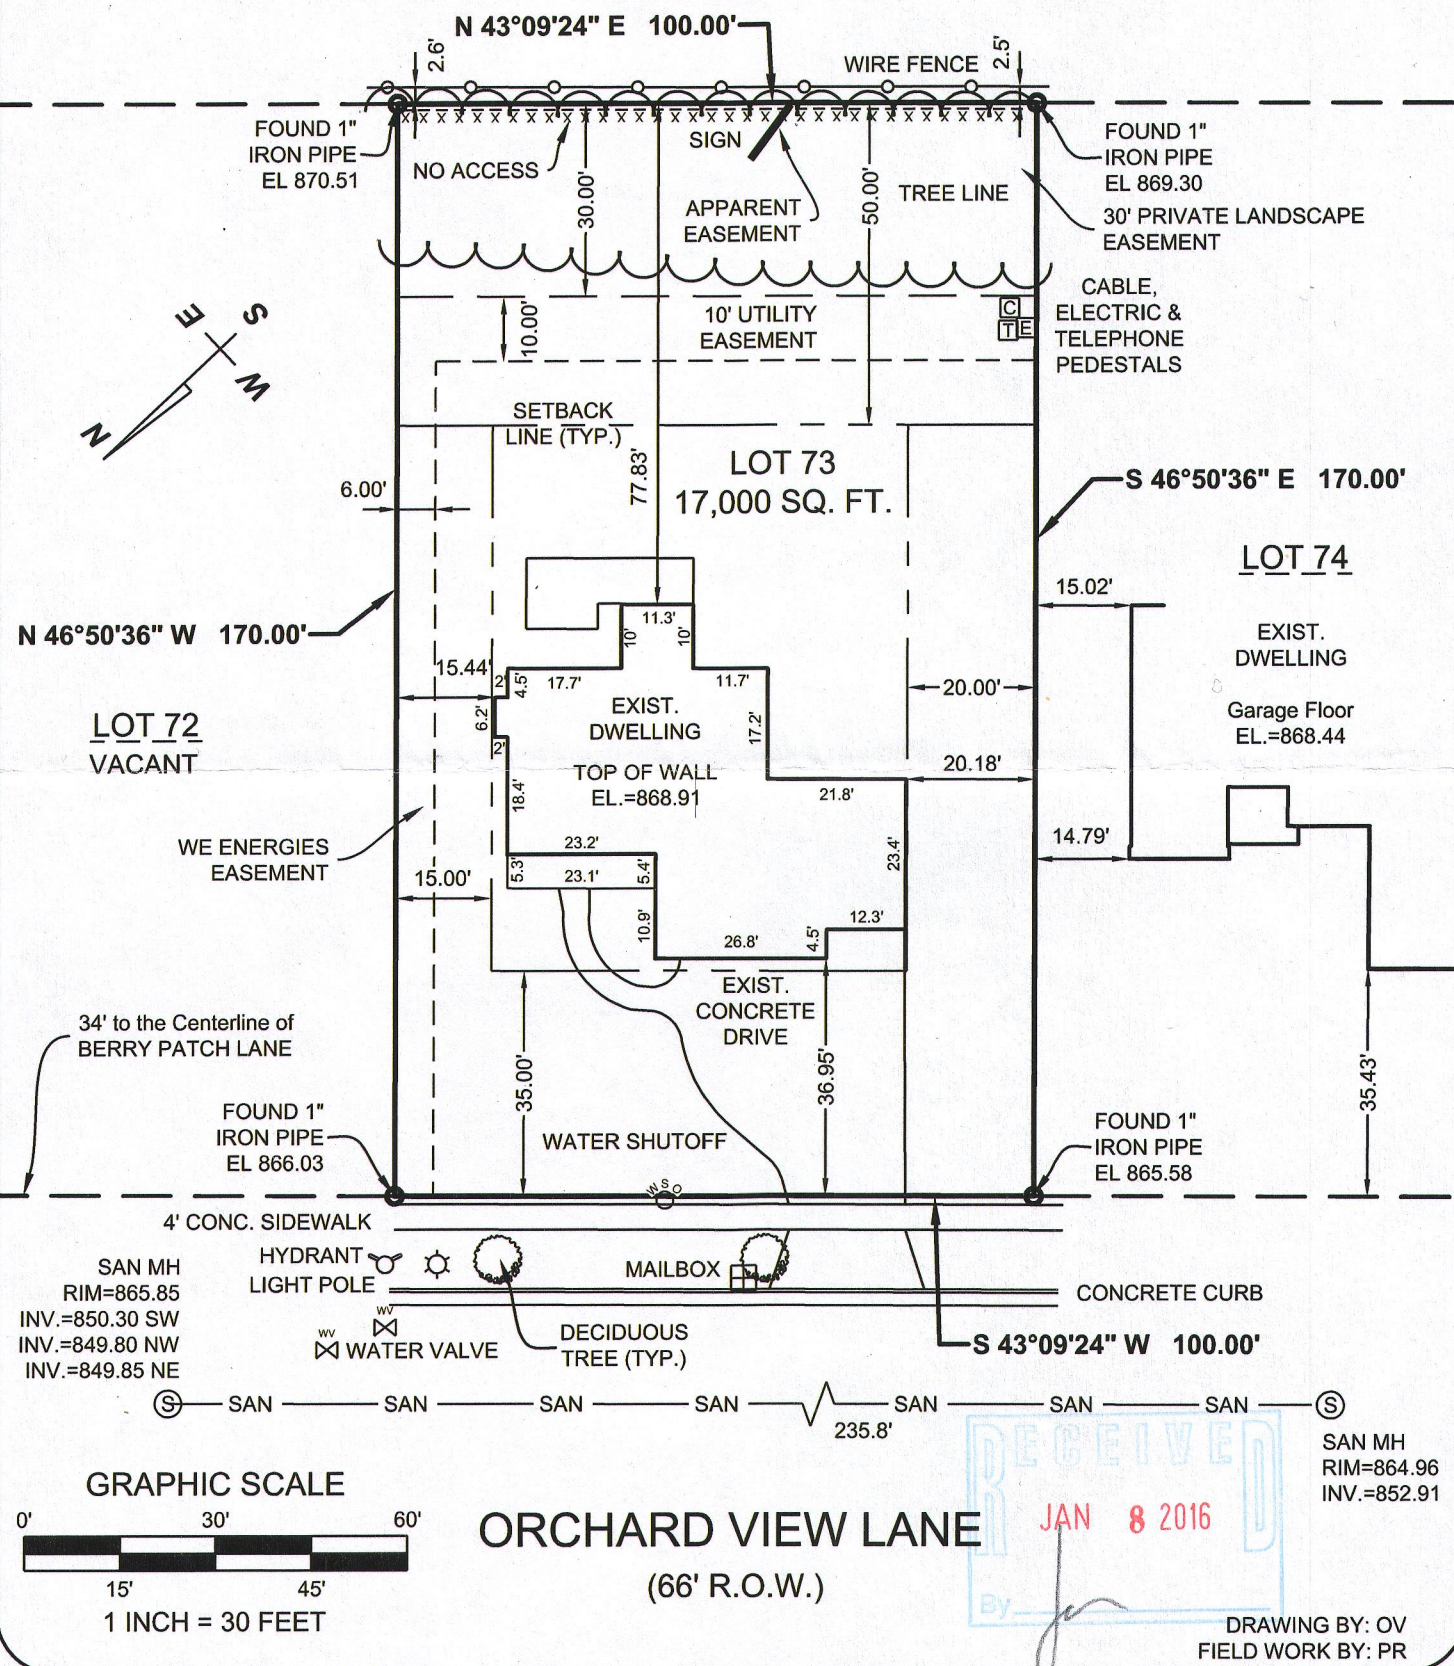 N 43°09'24" E 100.00'
2.6'
WIRE FENCE
2.5'
FOUND 1"
IRON PIPE
EL 870.51
NO ACCESS
SIGN
FOUND 1"
IRON PIPE
EL 869.30
30.00'
APPARENT
EASEMENT
50.00'
TREE LINE
30' PRIVATE LANDSCAPE
EASEMENT
S
E
W
N
10.00'
10' UTILITY
EASEMENT
C
T E
CABLE,
ELECTRIC &
TELEPHONE
PEDESTALS
SETBACK
LINE (TYP.)
77.83'
LOT 73
17,000 SQ. FT.
6.00'
S 46°50'36" E 170.00'
LOT 74
15.02'
EXIST.
DWELLING
Garage Floor
EL.=868.44
N 46°50'36" W 170.00'
11.3'
10'
10'
15.44'
2'
4.5'
17.7'
11.7'
6.2'
2'
EXIST.
DWELLING
17.2'
20.00'
LOT 72
VACANT
TOP OF WALL
EL.=868.91
20.18'
18.4'
21.8'
WE ENERGIES
EASEMENT
23.2'
5.3'
23.1'
5.4'
23.4'
14.79'
15.00'
10.9'
26.8'
4.5'
12.3'
EXIST.
CONCRETE
DRIVE
34' to the Centerline of
BERRY PATCH LANE
35.00'
36.95'
35.43'
FOUND 1"
IRON PIPE
EL 866.03
WATER SHUTOFF
FOUND 1"
IRON PIPE
EL 865.58
WSO
4' CONC. SIDEWALK
HYDRANT
LIGHT POLE
MAILBOX
CONCRETE CURB
SAN MH
RIM=865.85
INV.=850.30 SW
INV.=849.80 NW
INV.=849.85 NE
WV
WV
WATER VALVE
DECIDUOUS
TREE (TYP.)
S 43°09'24" W 100.00'
S SAN SAN SAN SAN SAN SAN SAN S
235.8'
SAN MH
RIM=864.96
INV.=852.91
GRAPHIC SCALE
0' 30' 60'
15' 45'
1 INCH = 30 FEET
ORCHARD VIEW LANE
(66' R.O.W.)
RECEIVED
JAN 8 2016
By
DRAWING BY: OV
FIELD WORK BY: PR